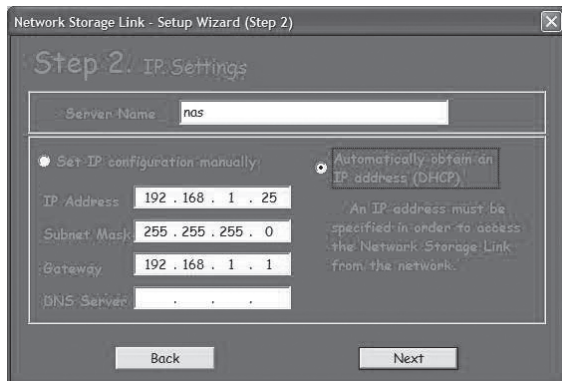 Network Storage Link - Setup Wizard (Step 2)
Step 2. IP Settings
Server Name nas
Set IP configuration manually
IP Address 192 . 168 . 1 . 25
Subnet Mask 255 . 255 . 255 . 0
Gateway 192 . 168 . 1 . 1
DNS Server . . .
Automatically obtain an
IP address (DHCP)
An IP address must be
specified in order to access
the Network Storage Link
from the network.
Back Next